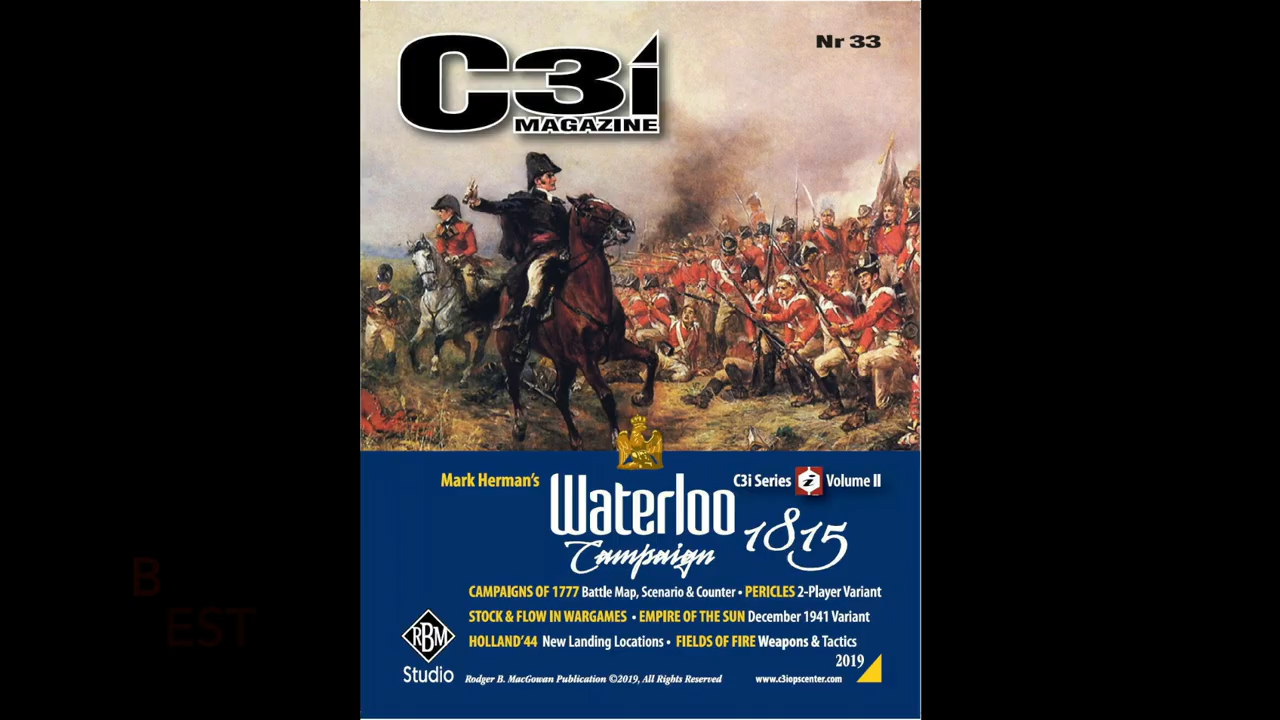 Nr 33
C3i
MAGAZINE
Mark Herman's
Waterloo
C3i Series i Volume II
Campaign 1815
CAMPAIGNS OF 1777 Battle Map, Scenario & Counter • PERICLES 2-Player Variant
STOCK & FLOW IN WARGAMES • EMPIRE OF THE SUN December 1941 Variant
HOLLAND'44 New Landing Locations • FIELDS OF FIRE Weapons & Tactics
2019
RBM
Studio
Rodger B. MacGowan Publication ©2019, All Rights Reserved
www.c3iopscenter.com
B
EST